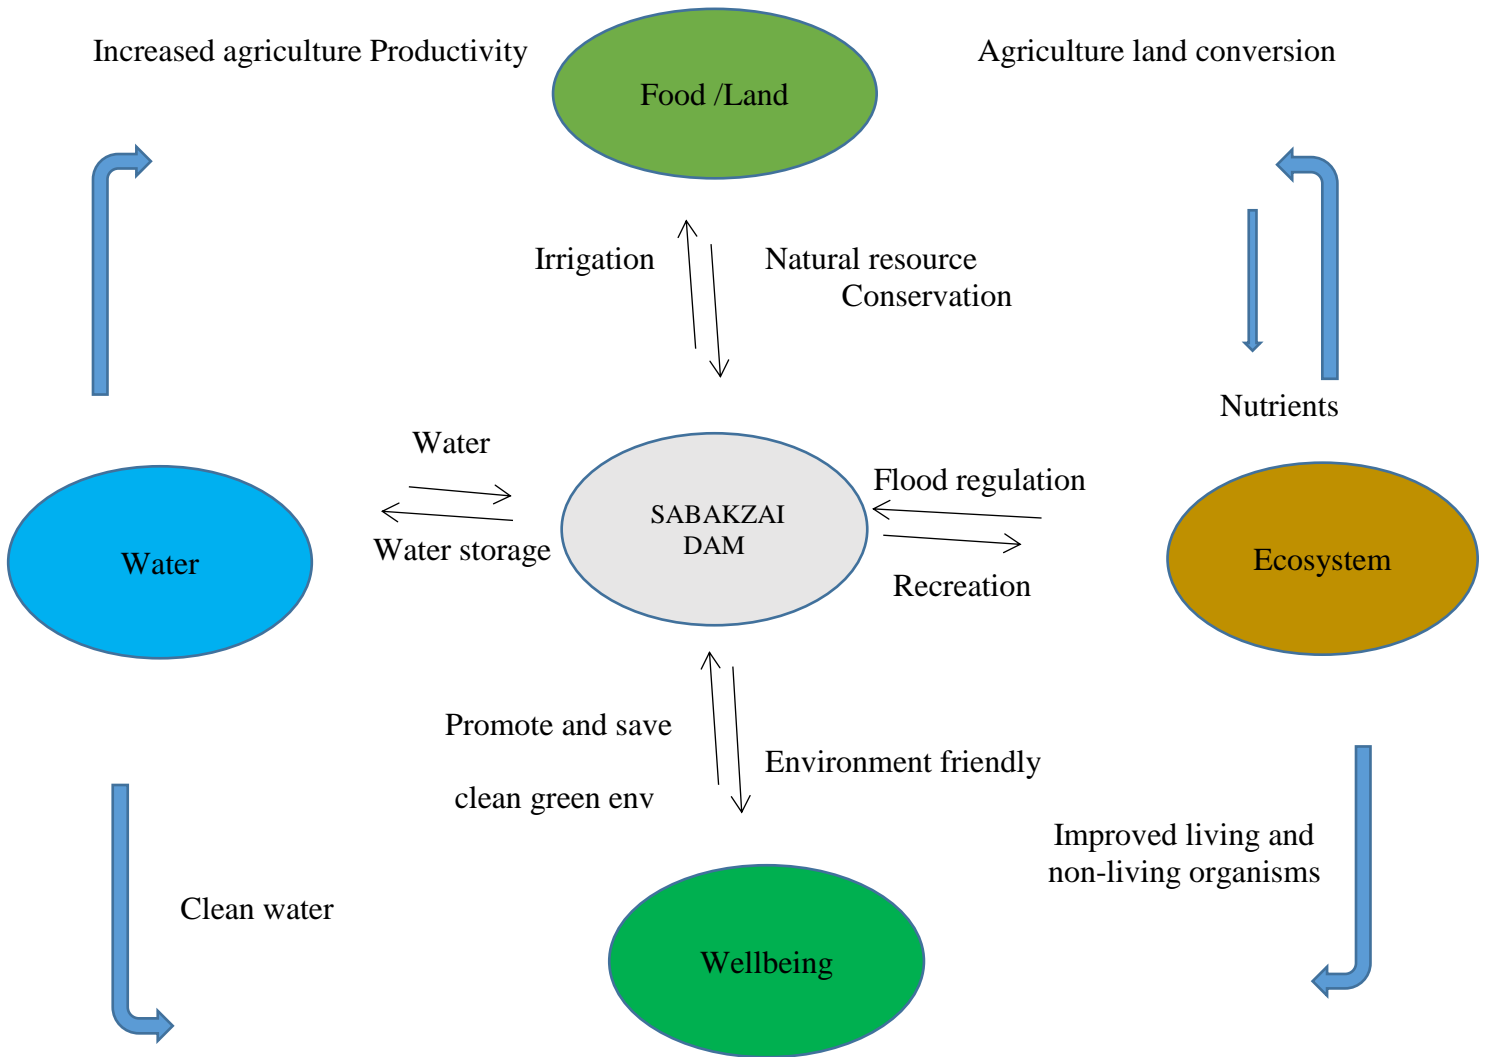 Increased agriculture Productivity
Agriculture land conversion
Food /Land
Irrigation
Natural resource
Conservation
Nutrients
Water
Flood regulation
SABAKZAI
DAM
Water storage
Water
Ecosystem
Recreation
Promote and save
Environment friendly
clean green env
Improved living and
non-living organisms
Clean water
Wellbeing